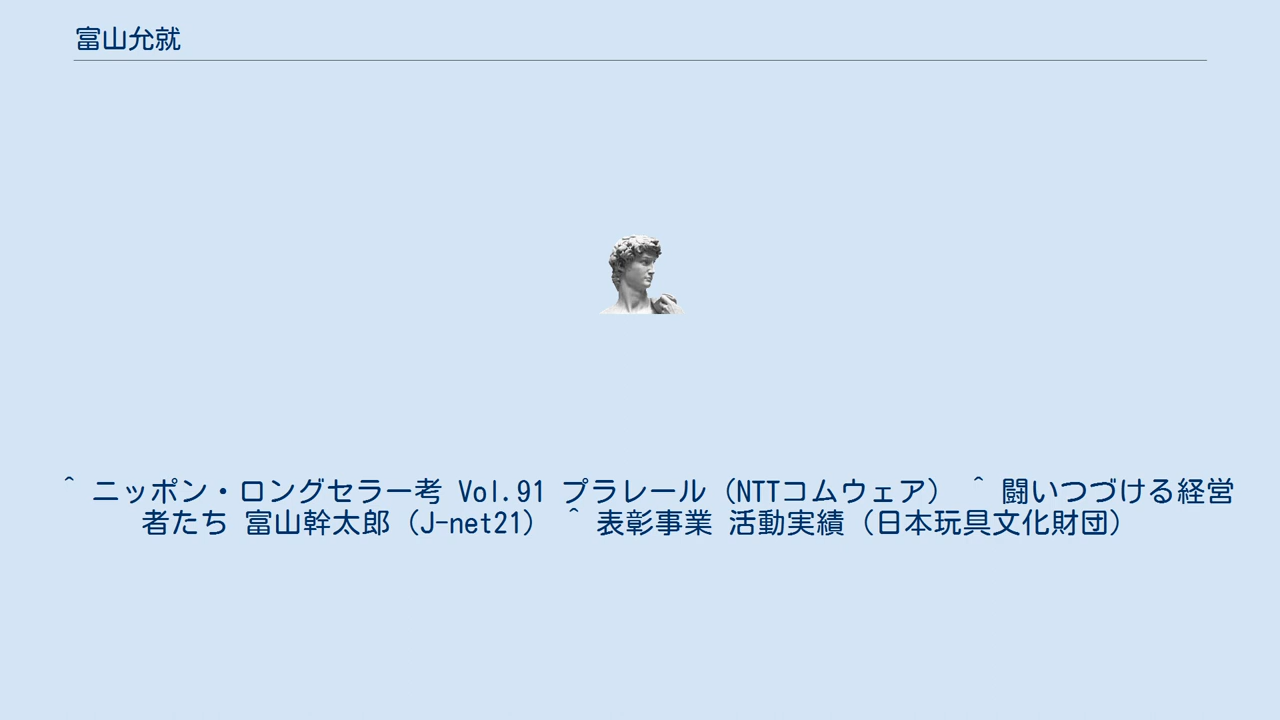 富山允就
^ ニッポン・ロングセラー考 Vol.91 プラレール（NTTコムウェア） ^ 闘いつづける経営
者たち 富山幹太郎（J-net21） ^ 表彰事業 活動実績（日本玩具文化財団）